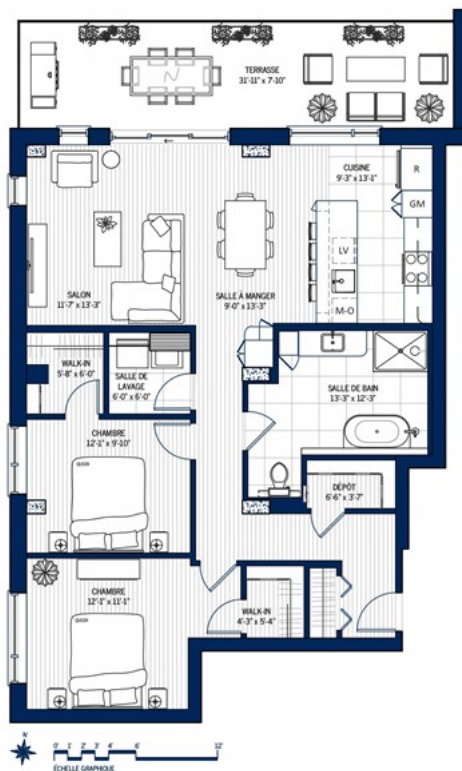 TERRASSE
31'-11" x 7'-10"
CUISINE
9'-3" x 13'-1"
R
GM
LV
M-O
SALON
11'-7" x 13'-3"
SALLE À MANGER
9'-0" x 13'-3"
WALK-IN
5'-8" x 6'-0"
SALLE DE
LAVAGE
6'-0" x 6'-0"
SALLE DE BAIN
13'-3" x 12'-3"
CHAMBRE
12'-1" x 9'-10"
QUEEN
DÉPÔT
6'-6" x 3'-7"
CHAMBRE
12'-1" x 11'-1"
WALK-IN
4'-3" x 5'-4"
QUEEN
N
0' 1' 2' 3' 4' 6' 12'
ÉCHELLE GRAPHIQUE